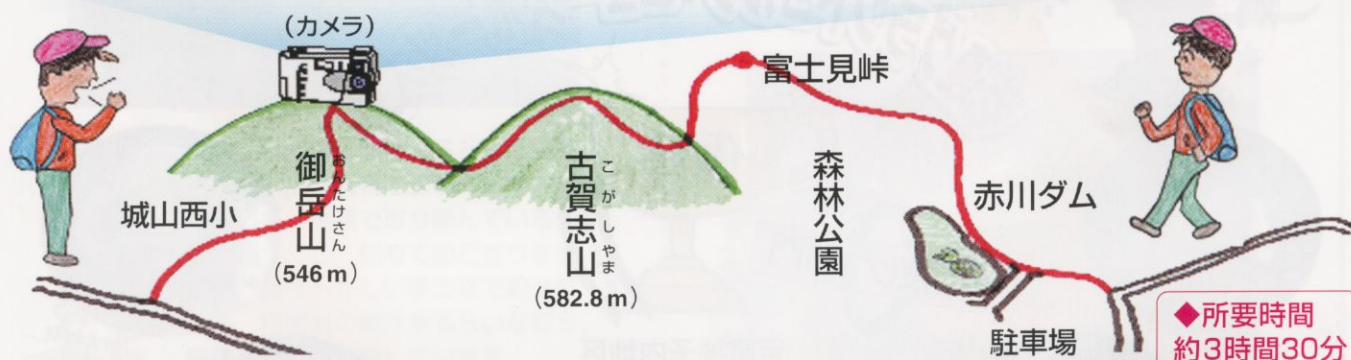 (カメラ)
富士見峠
御岳山
おんたけさん
(546m)
古賀志山
こがしやま
(582.8m)
森林公園
赤川ダム
城山西小
駐車場
◆所要時間
約3時間30分